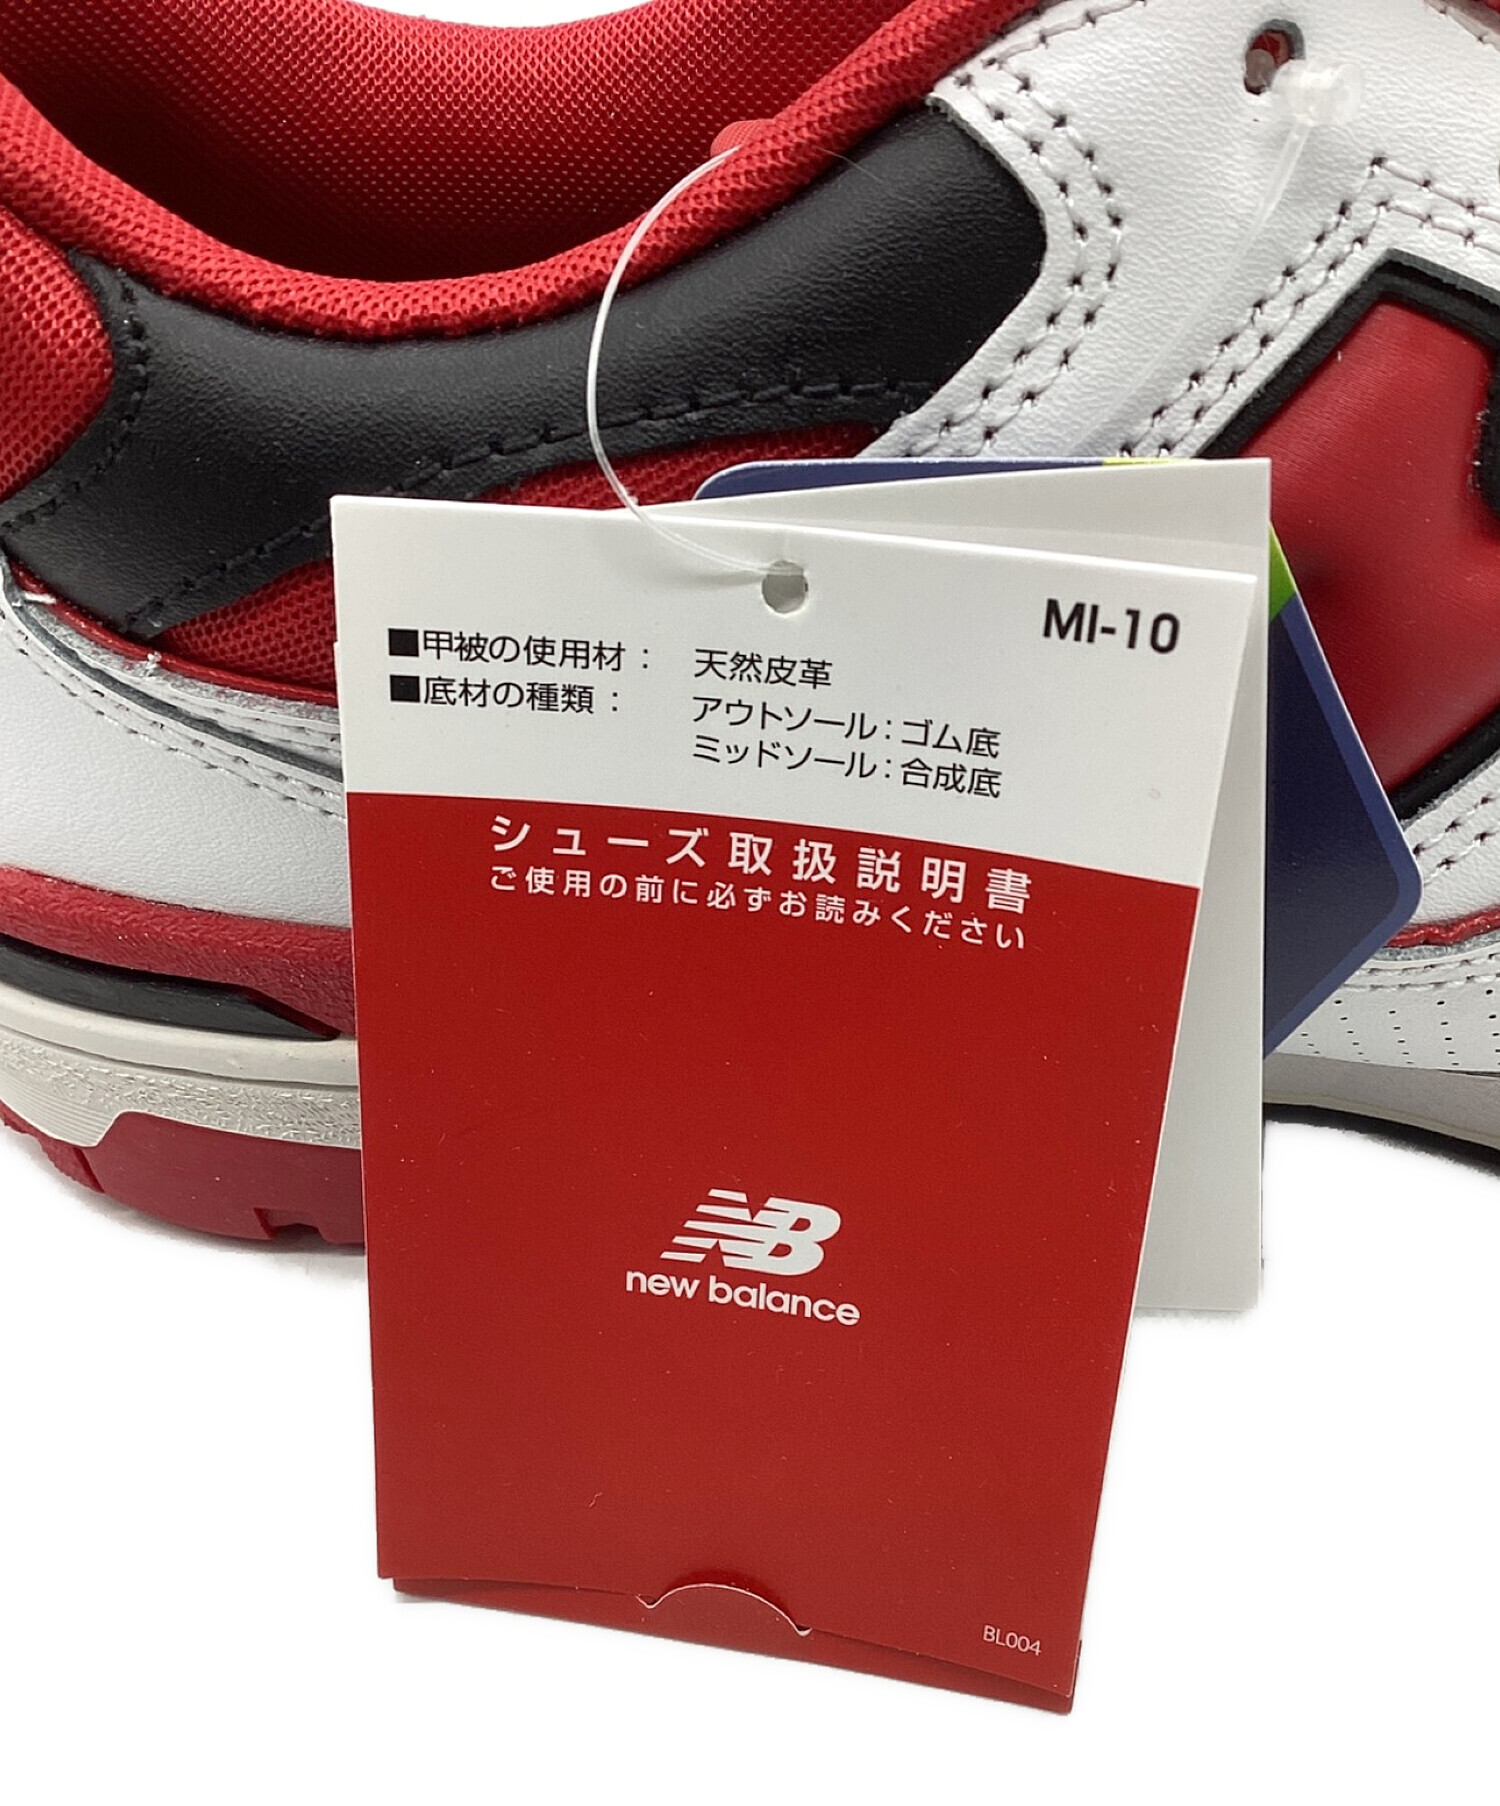 MI-10
■甲被の使用材： 天然皮革
■底材の種類： アウトソール：ゴム底
ミッドソール：合成底
シューズ取扱説明書
ご使用の前に必ずお読みください
NB
new balance
BL004